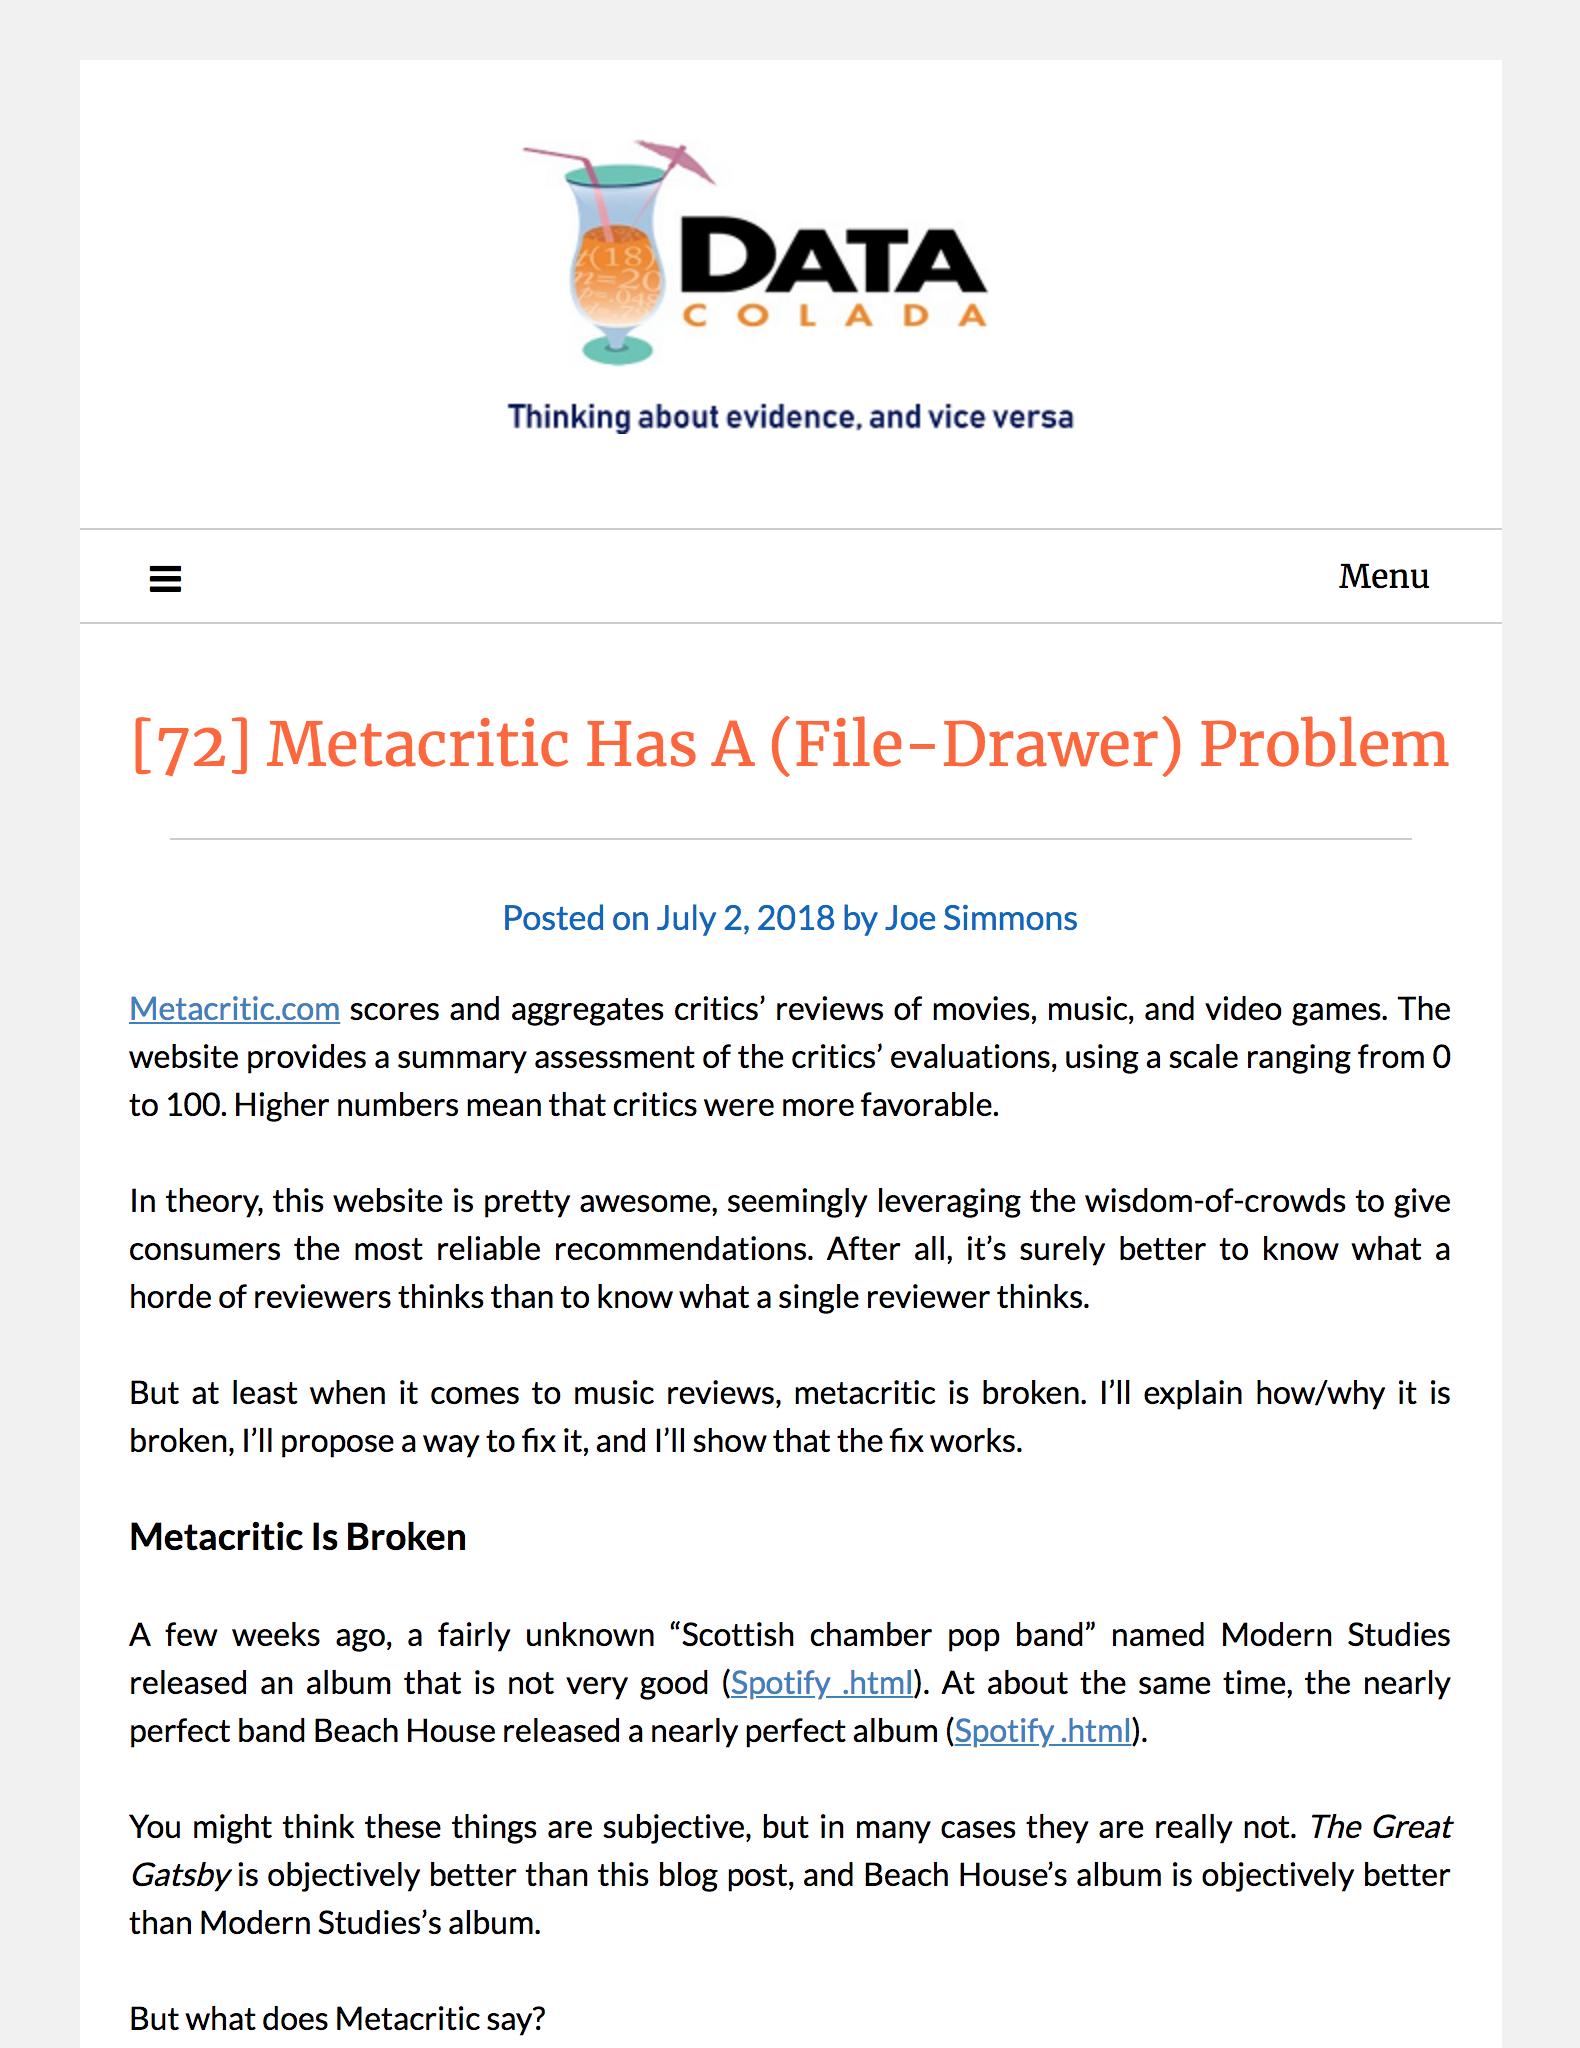 t(18)
n=20
p=.048
DATA
COLADA
Thinking about evidence, and vice versa
Menu
[72] Metacritic Has A (File-Drawer) Problem
Posted on July 2, 2018 by Joe Simmons
Metacritic.com scores and aggregates critics’ reviews of movies, music, and video games. The
website provides a summary assessment of the critics’ evaluations, using a scale ranging from 0
to 100. Higher numbers mean that critics were more favorable.
In theory, this website is pretty awesome, seemingly leveraging the wisdom-of-crowds to give
consumers the most reliable recommendations. After all, it’s surely better to know what a
horde of reviewers thinks than to know what a single reviewer thinks.
But at least when it comes to music reviews, metacritic is broken. I’ll explain how/why it is
broken, I’ll propose a way to fix it, and I’ll show that the fix works.
Metacritic Is Broken
A few weeks ago, a fairly unknown “Scottish chamber pop band” named Modern Studies
released an album that is not very good (Spotify .html). At about the same time, the nearly
perfect band Beach House released a nearly perfect album (Spotify .html).
You might think these things are subjective, but in many cases they are really not. The Great
Gatsby is objectively better than this blog post, and Beach House’s album is objectively better
than Modern Studies’s album.
But what does Metacritic say?